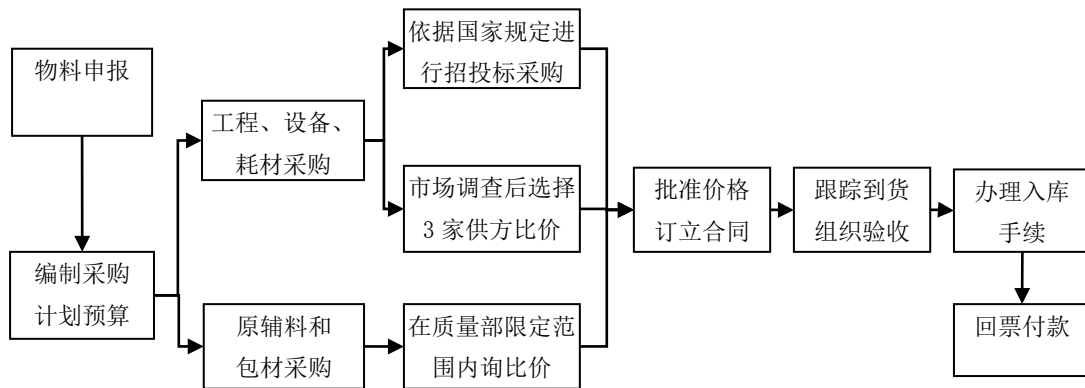 物料申报
编制采购
计划预算
工程、设备、
耗材采购
原辅料和
包材采购
依据国家规定进
行招投标采购
市场调查后选择
3 家供方比价
在质量部限定范
围内询比价
批准价格
订立合同
跟踪到货
组织验收
办理入库
手续
回票付款